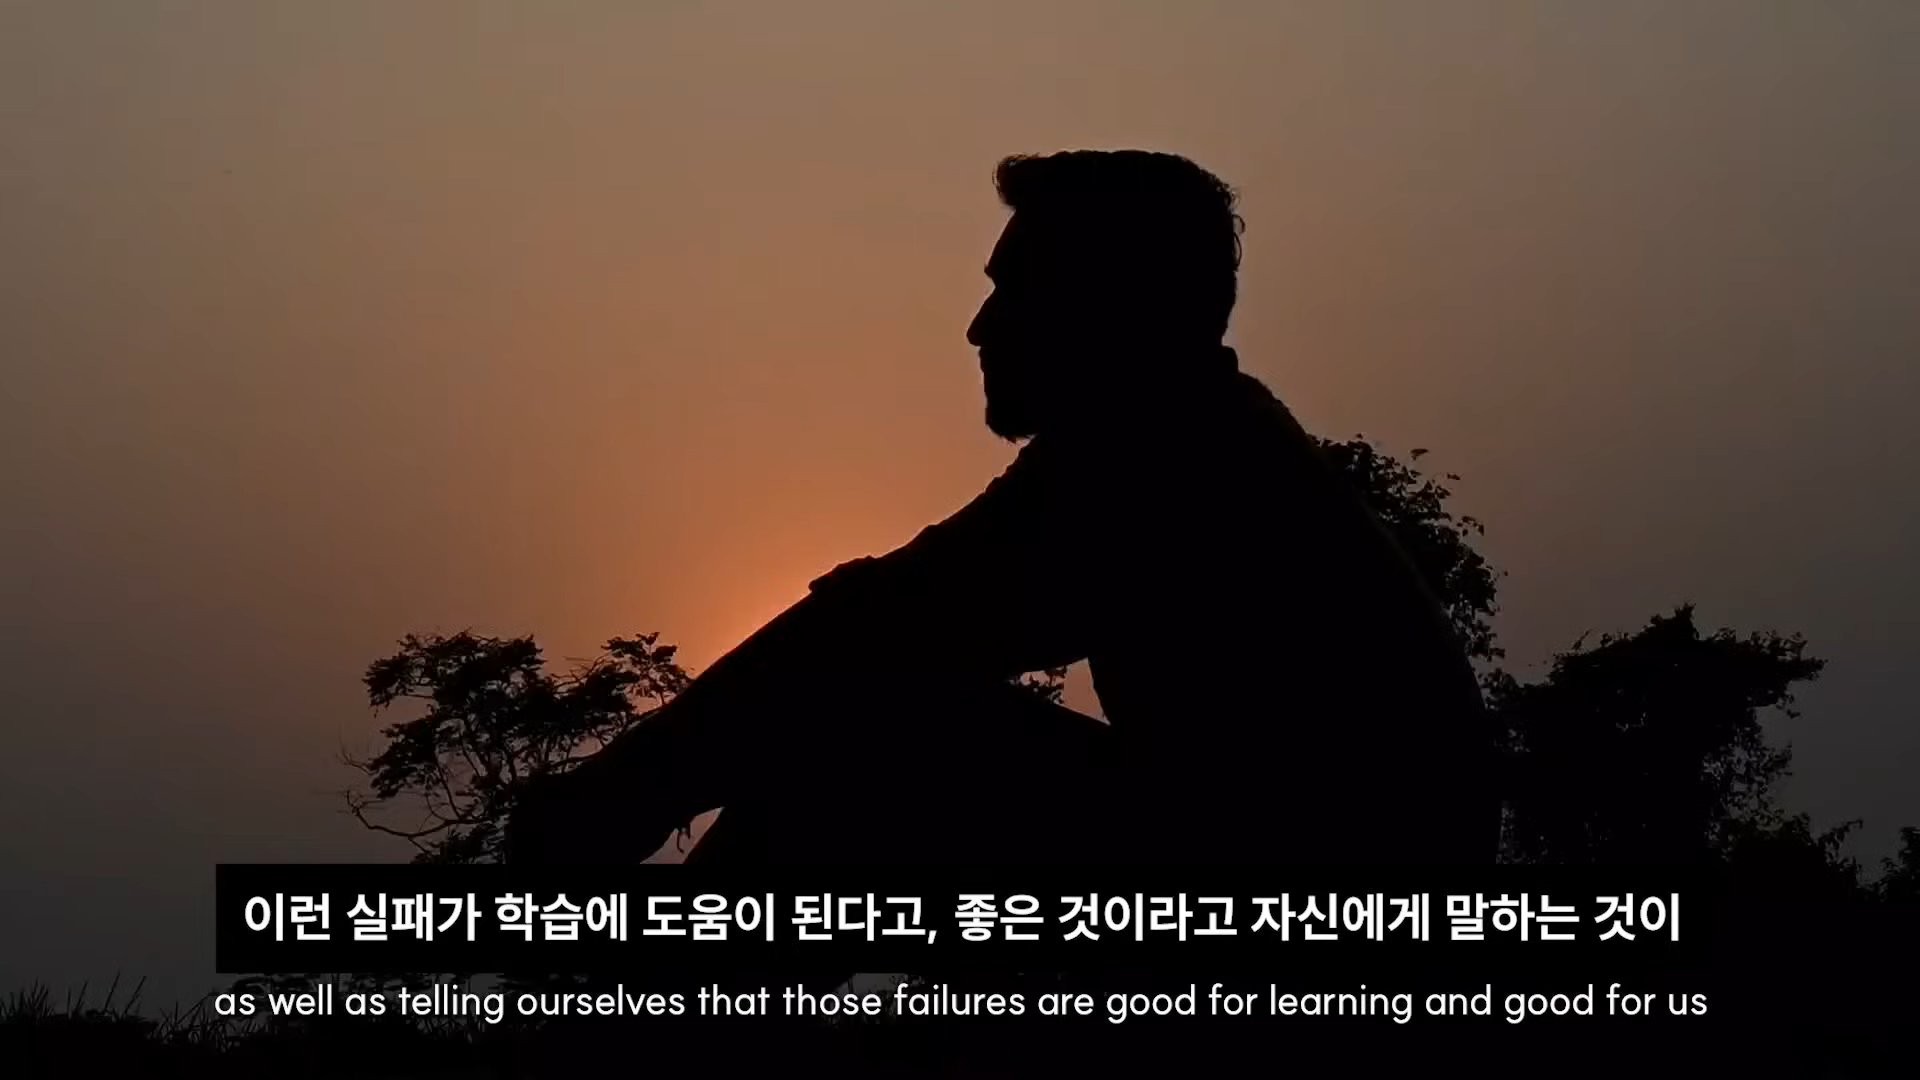 이런 실패가 학습에 도움이 된다고, 좋은 것이라고 자신에게 말하는 것이
as well as telling ourselves that those failures are good for learning and good for us